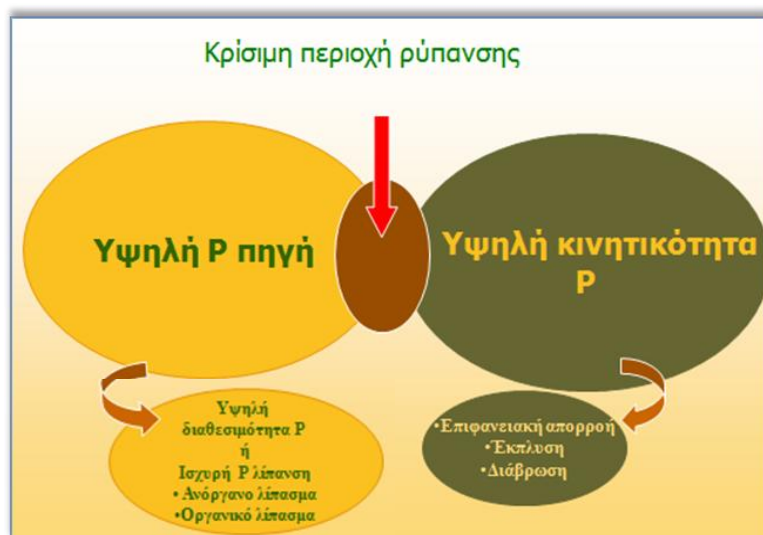 Κρίσιμη περιοχή ρύπανσης
Υψηλή P πηγή
Υψηλή κινητικότητα
P
Υψηλή
διαθεσιμότητα P
ή
Ισχυρή P λίπανση
• Ανόργανο λίπασμα
•Οργανικό λίπασμα
•Επιφανειακή απορροή
•Έκπλυση
•Διάβρωση